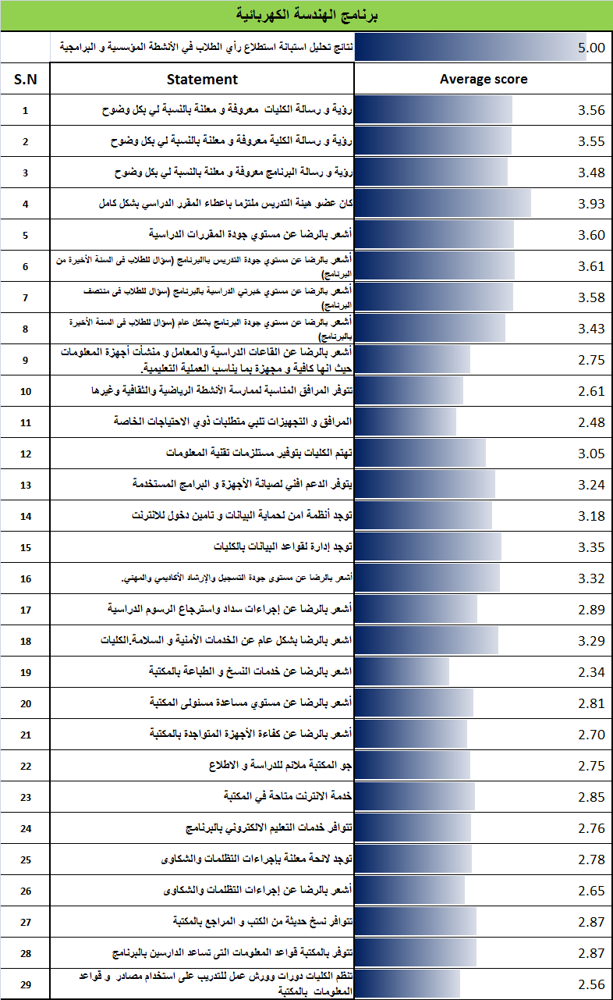 برنامج الهندسة الكهربائية
نتائج تحليل استبانة استطلاع رأي الطلاب في الأنشطة المؤسسية و البرامجية 5.00
S.N Statement Average score
1 رؤية و رسالة الكليات معروفة و معلنة بالنسبة لي بكل وضوح 3.56
2 رؤية و رسالة الكلية معروفة و معلنة بالنسبة لي بكل وضوح 3.55
3 رؤية و رسالة البرنامج معروفة و معلنة بالنسبة لي بكل وضوح 3.48
4 كان عضو هيئة التدريس ملتزما باعطاء المقرر الدراسي بشكل كامل 3.93
5 أشعر بالرضا عن مستوي جودة المقررات الدراسية 3.60
6 أشعر بالرضا عن مستوي جودة التدريس باالبرنامج (سؤال للطلاب فى السنة الأخيرة من
البرنامج) 3.61
7 أشعر بالرضا عن مستوي خبرتي الدراسية بالبرنامج (سؤال للطلاب فى منتصف
البرنامج) 3.58
8 أشعر بالرضا عن مستوي جودة البرنامج بشكل عام (سؤال للطلاب فى السنة الأخيرة
بالبرنامج) 3.43
9 أشعر بالرضا عن القاعات الدراسية والمعامل و منشأت أجهزة المعلومات
حيث انها كافية و مجهزة بما يناسب العملية التعليمية. 2.75
10 تتوفر المرافق المناسبة لممارسة الأنشطة الرياضية والثقافية وغيرها 2.61
11 المرافق و التجهيزات تلبي متطلبات ذوي الاحتياجات الخاصة 2.48
12 تهتم الكليات بتوفير مستلزمات تقنية المعلومات 3.05
13 يتوفر الدعم افني لصيانة الأجهزة و البرامج المستخدمة 3.24
14 توجد أنظمة امن لحماية البيانات و تامين دخول للانترنت 3.18
15 توجد إدارة لقواعد البيانات بالكليات 3.35
16 أشعر بالرضا عن مستوى جودة التسجيل والإرشاد الأكاديمي والمهني. 3.32
17 أشعر بالرضا عن إجراءات سداد واسترجاع الرسوم الدراسية 2.89
18 اشعر بالرضا بشكل عام عن الخدمات الأمنية و السلامة.الكليات 3.29
19 اشعر بالرضا عن خدمات النسخ و الطباعة بالمكتبة 2.34
20 أشعر بالرضا عن مستوي مساعدة مسئولى المكتبة 2.81
21 أشعر بالرضا عن كفاءة الأجهزة المتواجدة بالمكتبة 2.70
22 جو المكتبة ملائم للدراسة و الاطلاع 2.75
23 خدمة الانترنت متاحة في المكتبة 2.85
24 تتوافر خدمات التعليم الالكتروني بالبرنامج 2.76
25 توجد لائحة معلنة بإجراءات التظلمات والشكاوى 2.78
26 أشعر بالرضا عن إجراءات التظلمات والشكاوى 2.65
27 تتوافر نسخ حديثة من الكتب و المراجع بالمكتبة 2.87
28 تتوفر بالمكتبة قواعد المعلومات التى تساعد الدارسين بالبرنامج 2.87
29 تنظم الكليات دورات وورش عمل للتدريب على استخدام مصادر و قواعد
المعلومات بالمكتبة 2.56